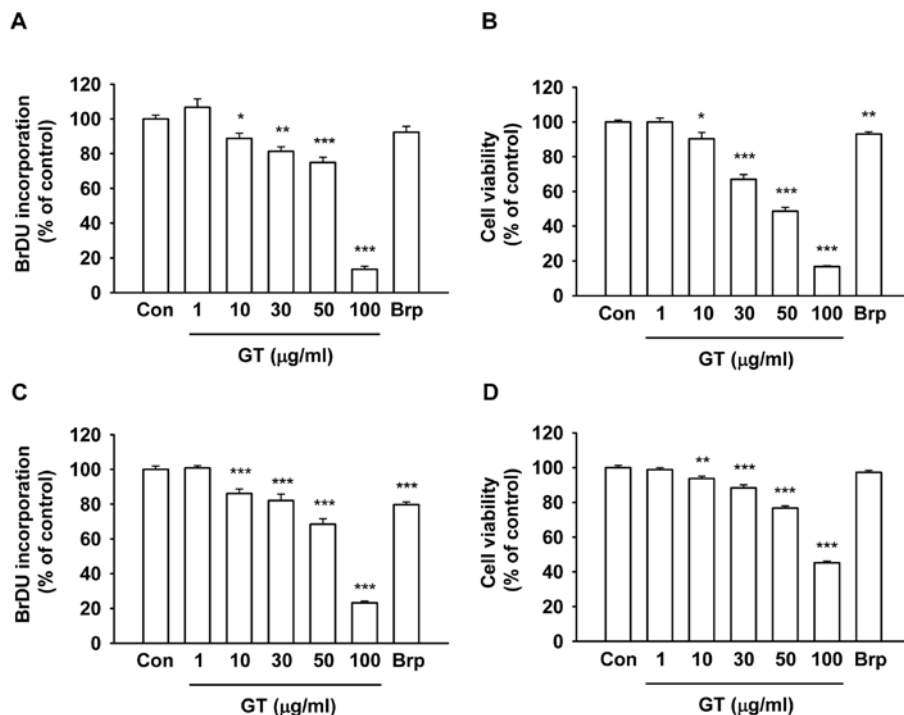 A
BrDU incorporation
(% of control)
120
100
80
60
40
20
0
* ** *** ***
Con 1 10 30 50 100 Brp
GT (μg/ml)
B
Cell viability
(% of control)
120
100
80
60
40
20
0
* *** *** *** **
Con 1 10 30 50 100 Brp
GT (μg/ml)
C
BrDU incorporation
(% of control)
120
100
80
60
40
20
0
*** *** *** *** ***
Con 1 10 30 50 100 Brp
GT (μg/ml)
D
Cell viability
(% of control)
120
100
80
60
40
20
0
** *** *** ***
Con 1 10 30 50 100 Brp
GT (μg/ml)